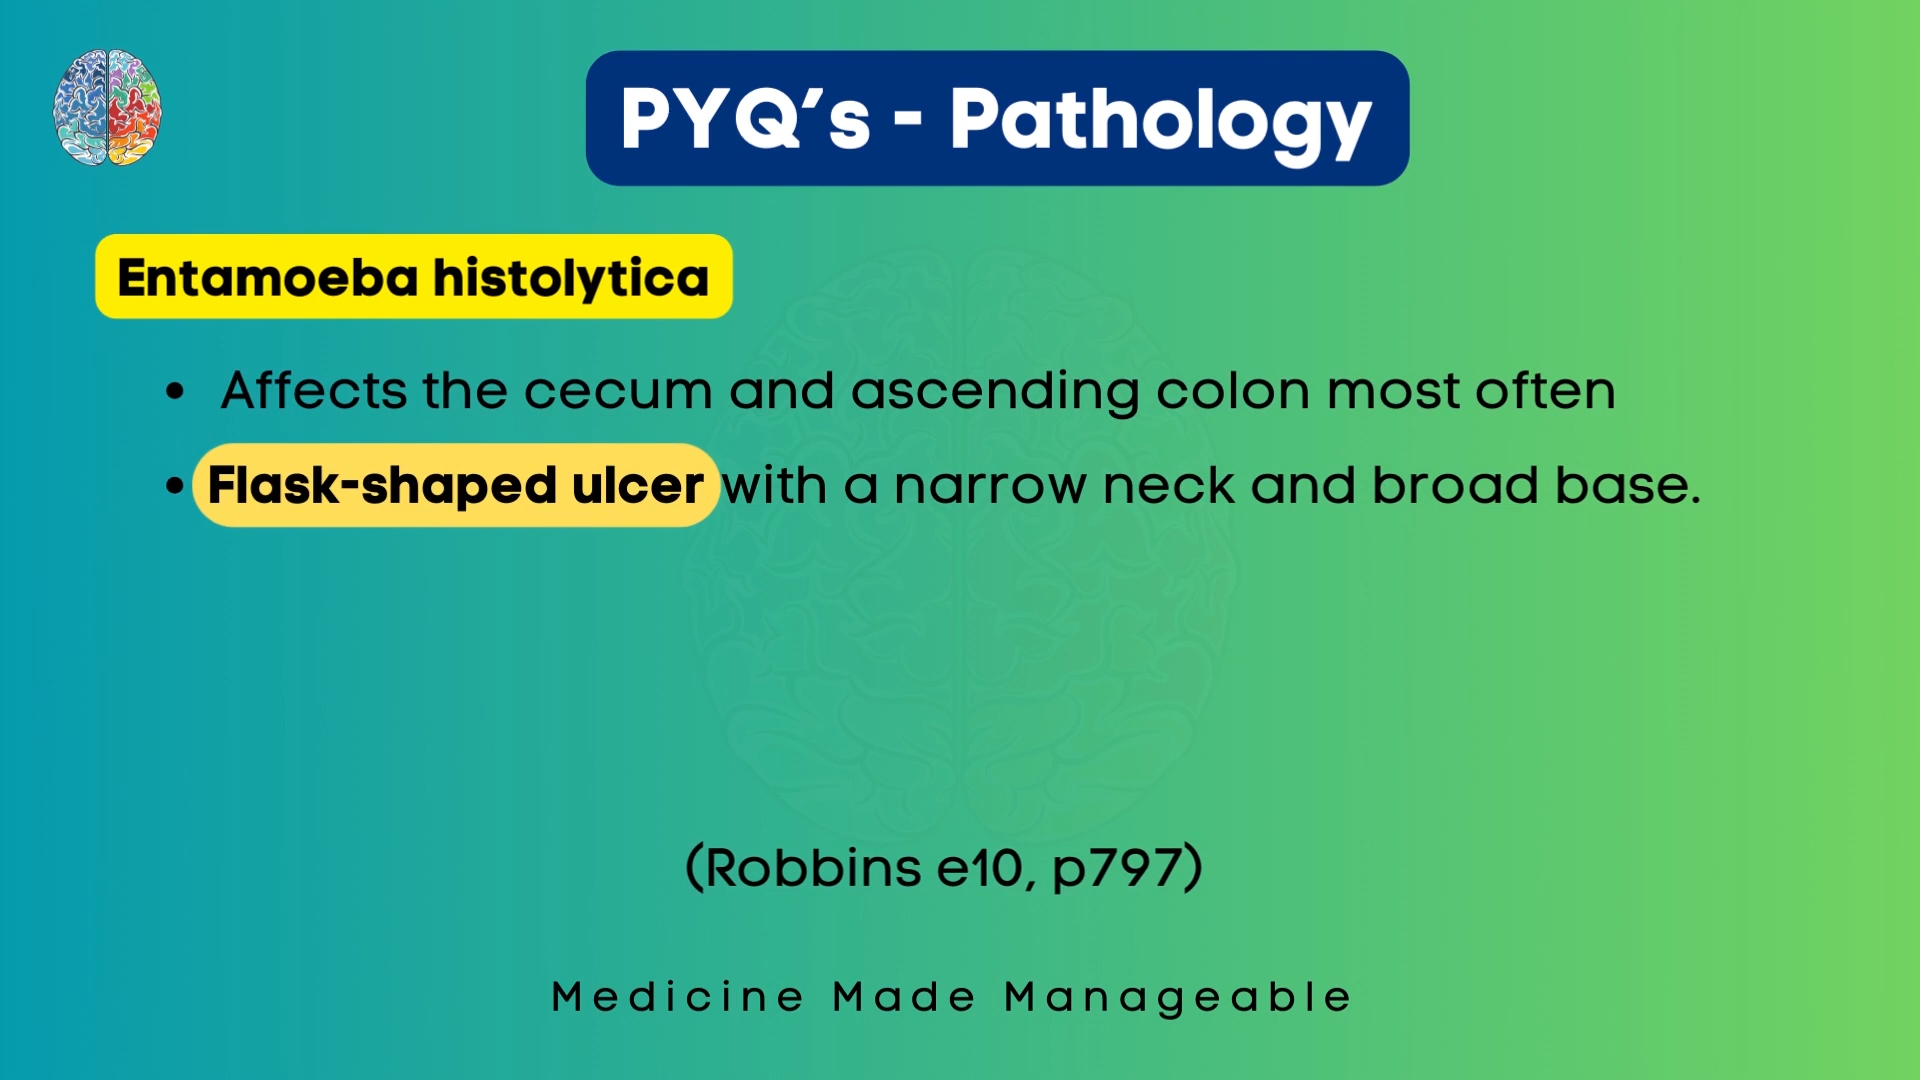 PYQ’s - Pathology
Entamoeba histolytica
• Affects the cecum and ascending colon most often
• Flask-shaped ulcer with a narrow neck and broad base.
(Robbins e10, p797)
Medicine Made Manageable